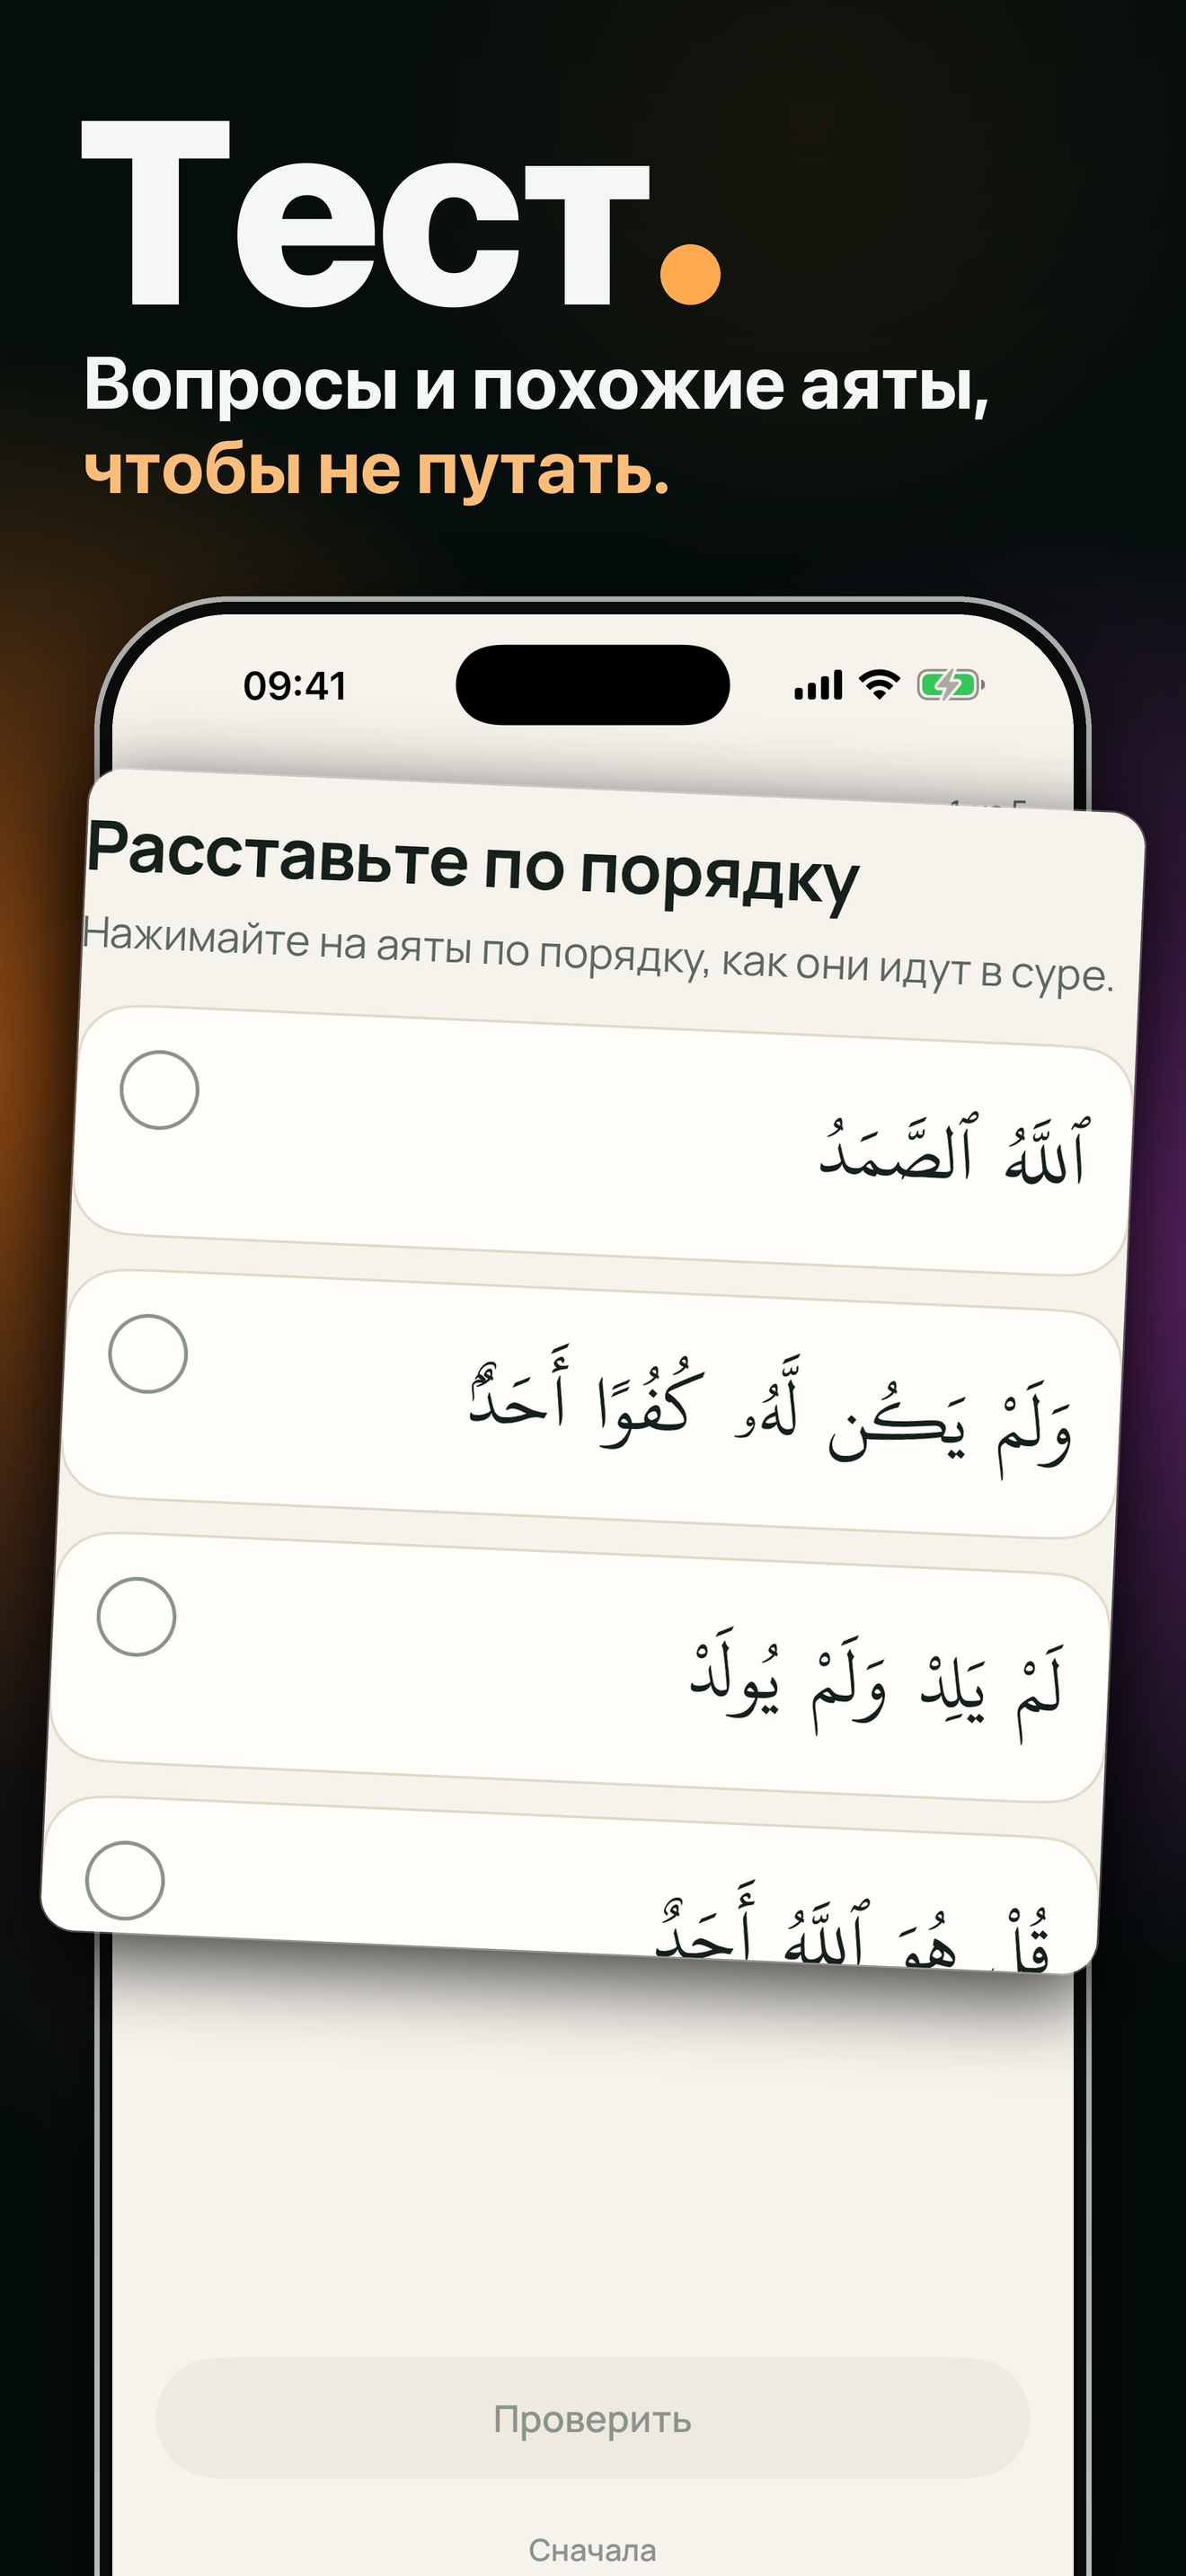 Тест.
Вопросы и похожие аяты,
чтобы не путать.
09:41
Расставьте по порядку
Нажимайте на аяты по порядку, как они идут в суре.
ٱللَّهُ ٱلصَّمَدُ
وَلَمْ يَكُن لَّهُۥ كُفُوًا أَحَدٌۢ
لَمْ يَلِدْ وَلَمْ يُولَدْ
قُلْ هُوَ ٱللَّهُ أَحَدٌ
Проверить
Сначала